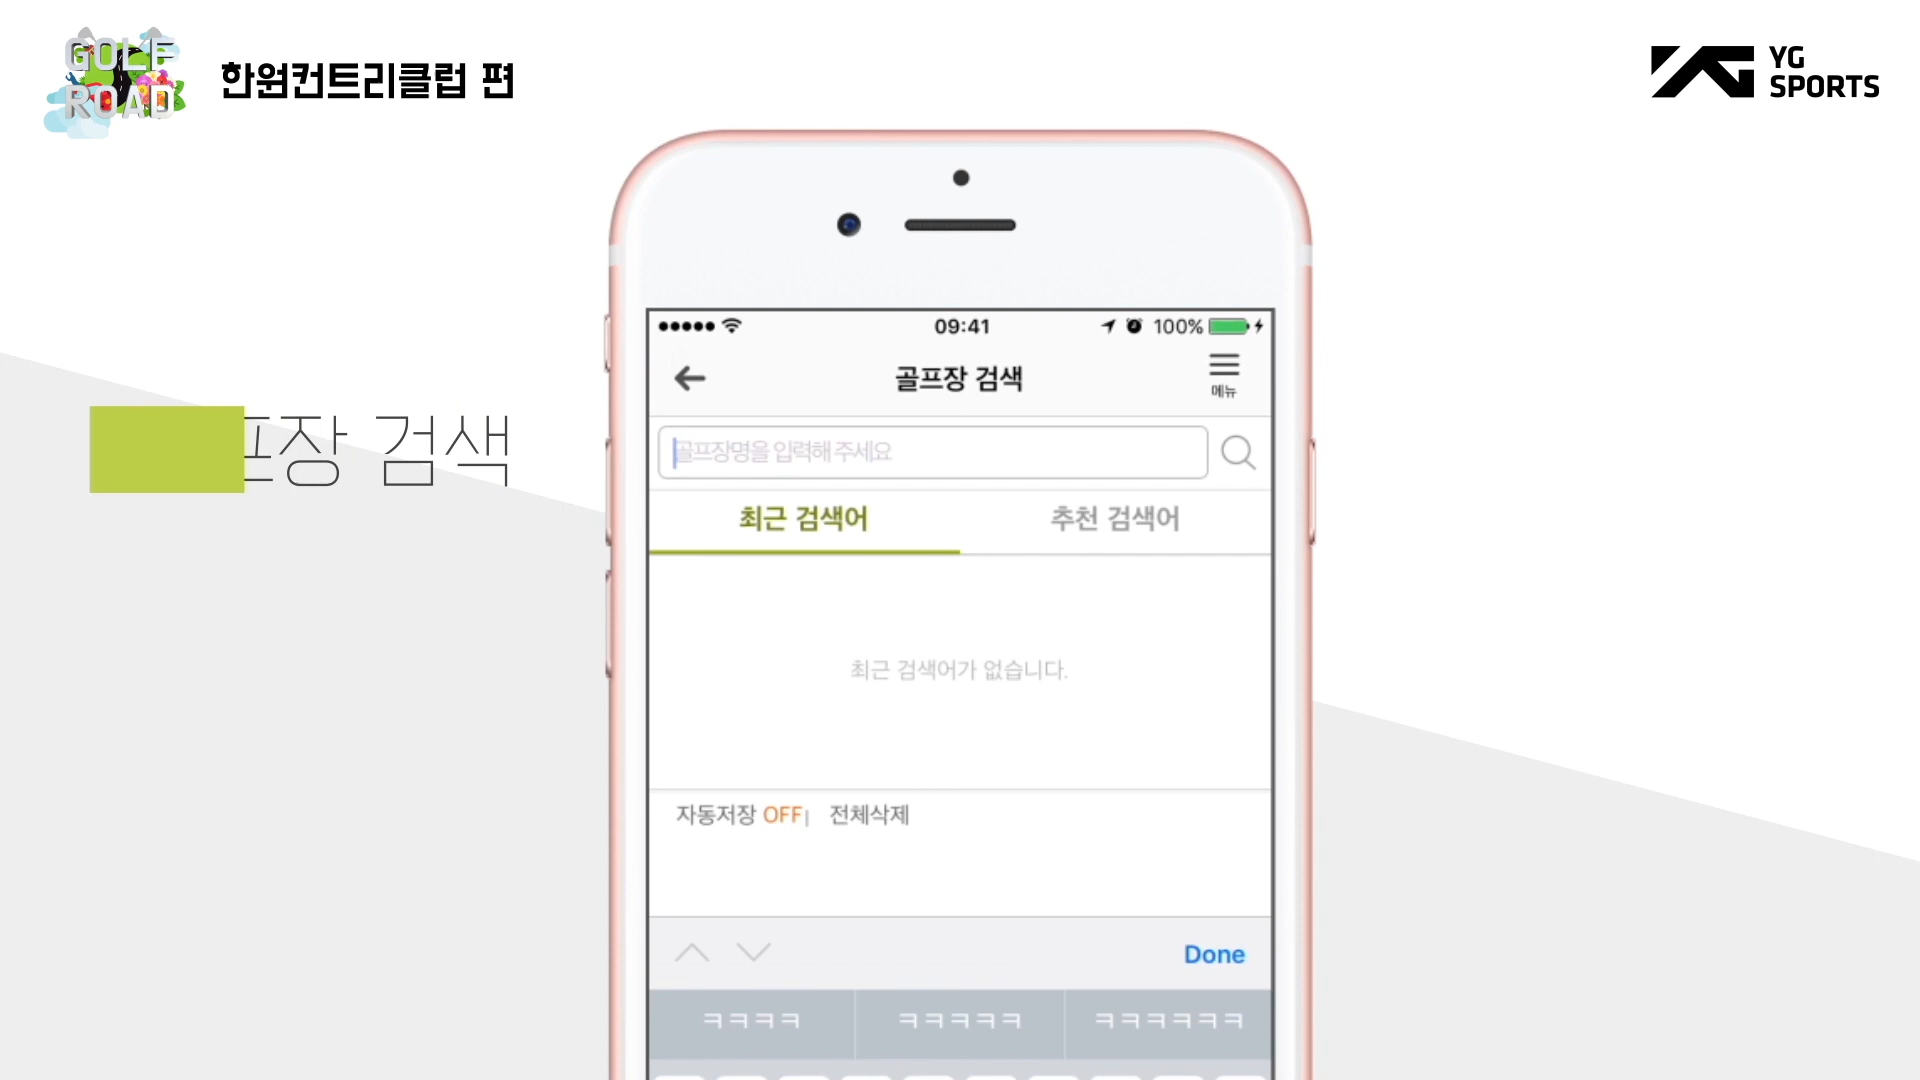 GOLF
ROAD
한원컨트리클럽 편
YG
SPORTS
장 검색
09:41
100%
골프장 검색
메뉴
골프장명을 입력해 주세요
최근 검색어
추천 검색어
최근 검색어가 없습니다.
자동저장 OFF| 전체삭제
Done
ㅋㅋㅋㅋ
ㅋㅋㅋㅋㅋ
ㅋㅋㅋㅋㅋㅋ